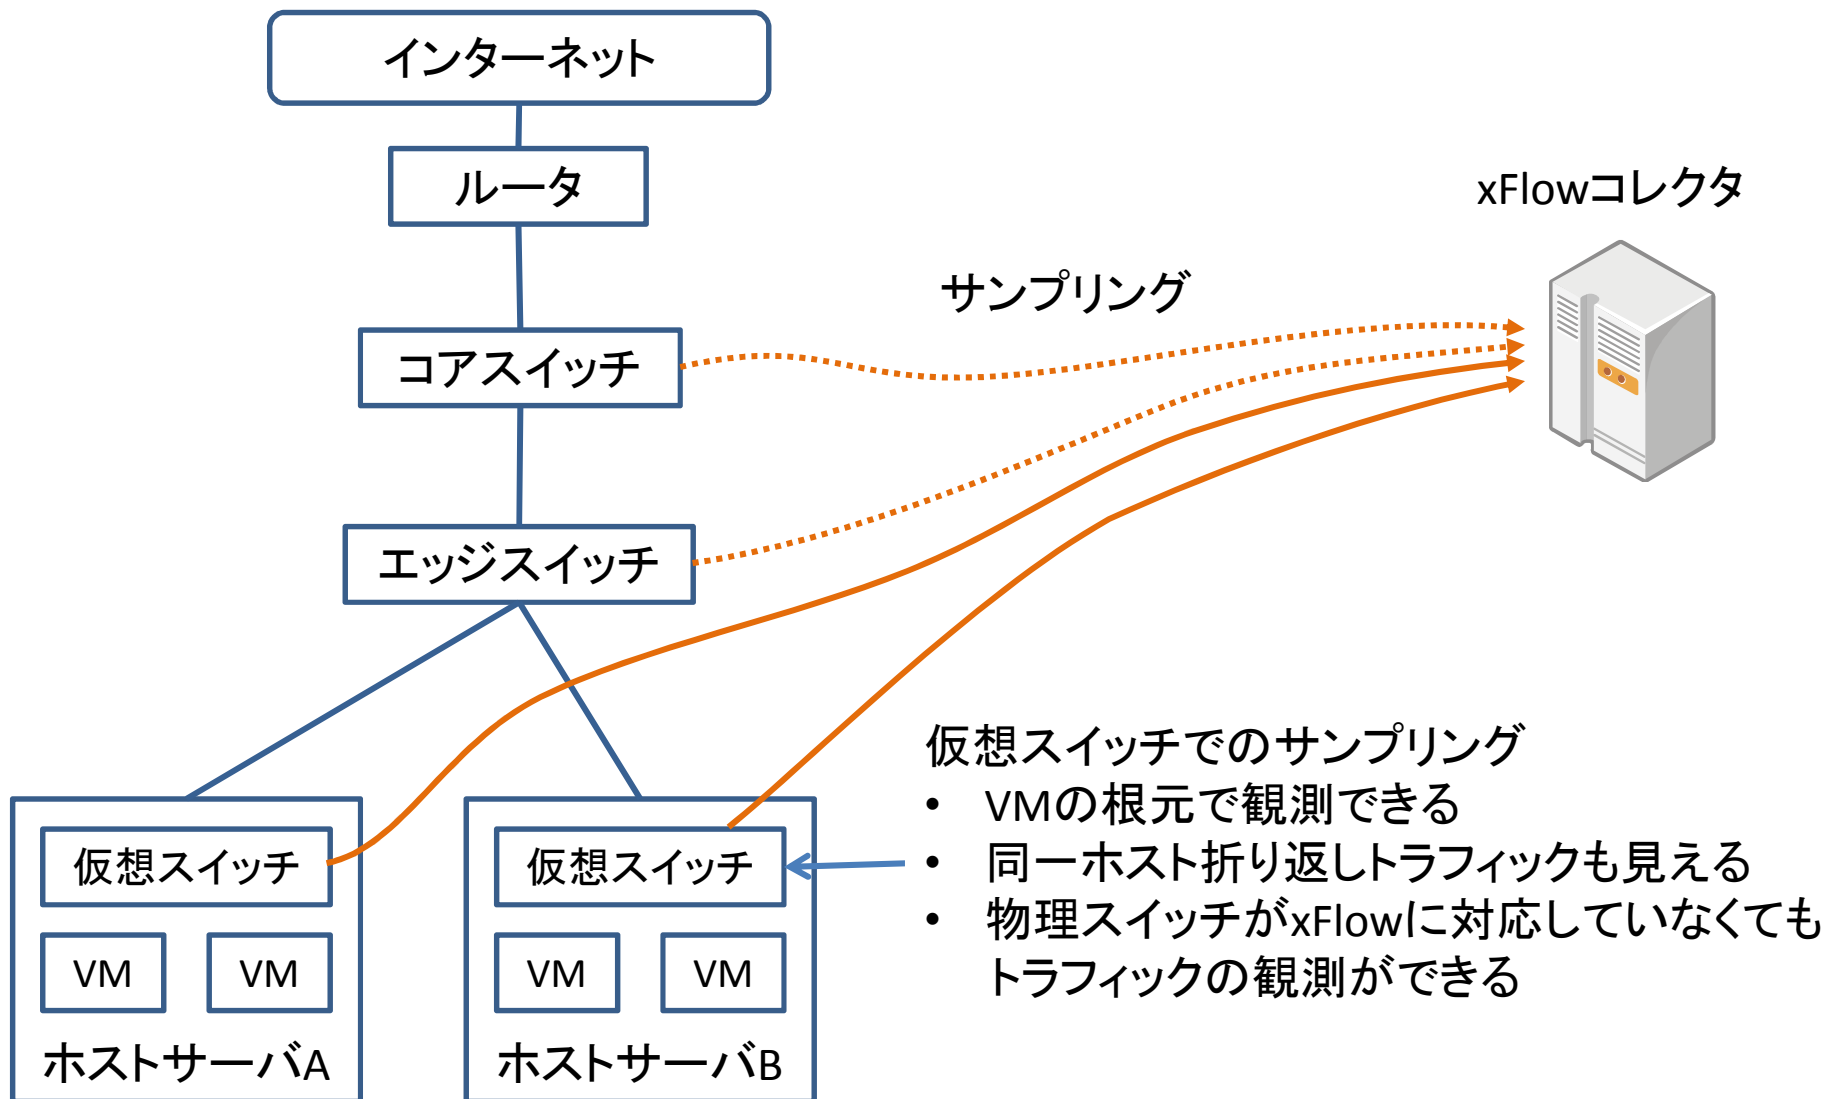 インターネット
ルータ
xFlowコレクタ
サンプリング
コアスイッチ
エッジスイッチ
仮想スイッチでのサンプリング
• VMの根元で観測できる
• 同一ホスト折り返しトラフィックも見える
• 物理スイッチがxFlowに対応していなくても
トラフィックの観測ができる
仮想スイッチ
VM VM
ホストサーバA
仮想スイッチ
VM VM
ホストサーバB